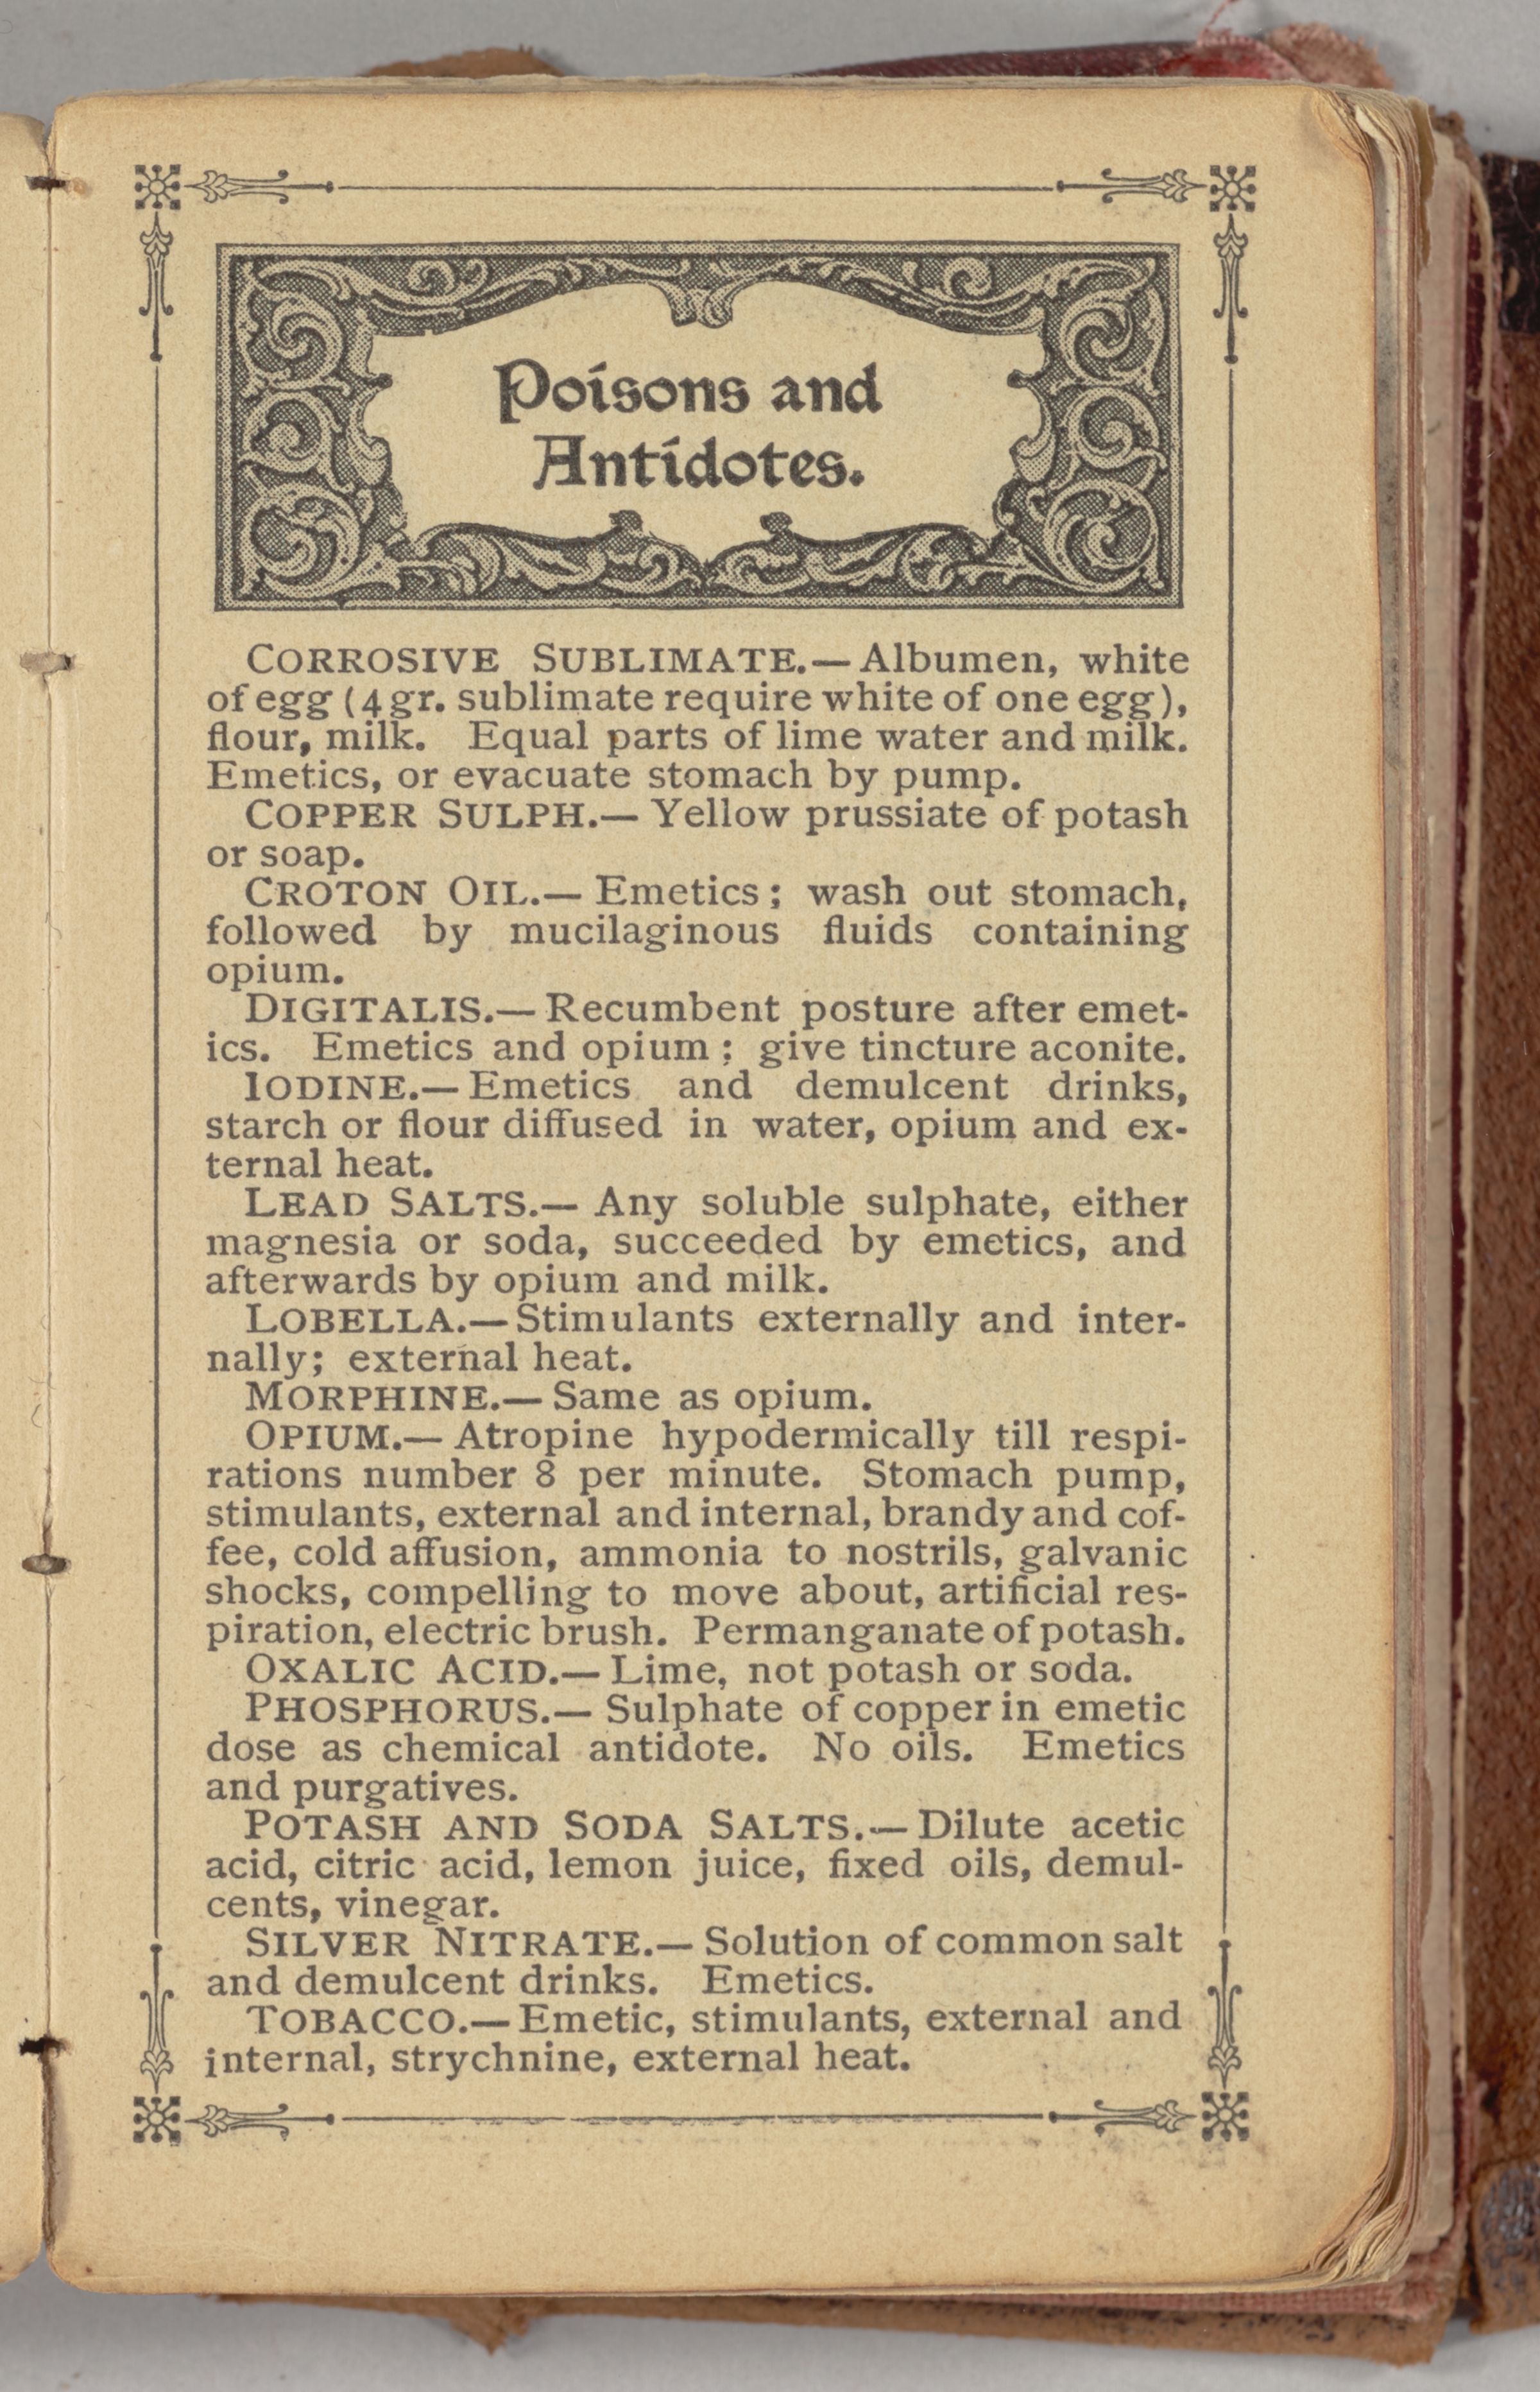 Poisons and
Antidotes.
CORROSIVE SUBLIMATE.—Albumen, white
of egg (4 gr. sublimate require white of one egg),
flour, milk. Equal parts of lime water and milk.
Emetics, or evacuate stomach by pump.
COPPER SULPH.—Yellow prussiate of potash
or soap.
CROTON OIL.—Emetics; wash out stomach,
followed by mucilaginous fluids containing
opium.
DIGITALIS.—Recumbent posture after emet-
ics. Emetics and opium; give tincture aconite.
IODINE.—Emetics and demulcent drinks,
starch or flour diffused in water, opium and ex-
ternal heat.
LEAD SALTS.—Any soluble sulphate, either
magnesia or soda, succeeded by emetics, and
afterwards by opium and milk.
LOBELLA.—Stimulants externally and inter-
nally; external heat.
MORPHINE.—Same as opium.
OPIUM.—Atropine hypodermically till respi-
rations number 8 per minute. Stomach pump,
stimulants, external and internal, brandy and cof-
fee, cold affusion, ammonia to nostrils, galvanic
shocks, compelling to move about, artificial res-
piration, electric brush. Permanganate of potash.
OXALIC ACID.—Lime, not potash or soda.
PHOSPHORUS.—Sulphate of copper in emetic
dose as chemical antidote. No oils. Emetics
and purgatives.
POTASH AND SODA SALTS.—Dilute acetic
acid, citric acid, lemon juice, fixed oils, demul-
cents, vinegar.
SILVER NITRATE.—Solution of common salt
and demulcent drinks. Emetics.
TOBACCO.—Emetic, stimulants, external and
internal, strychnine, external heat.